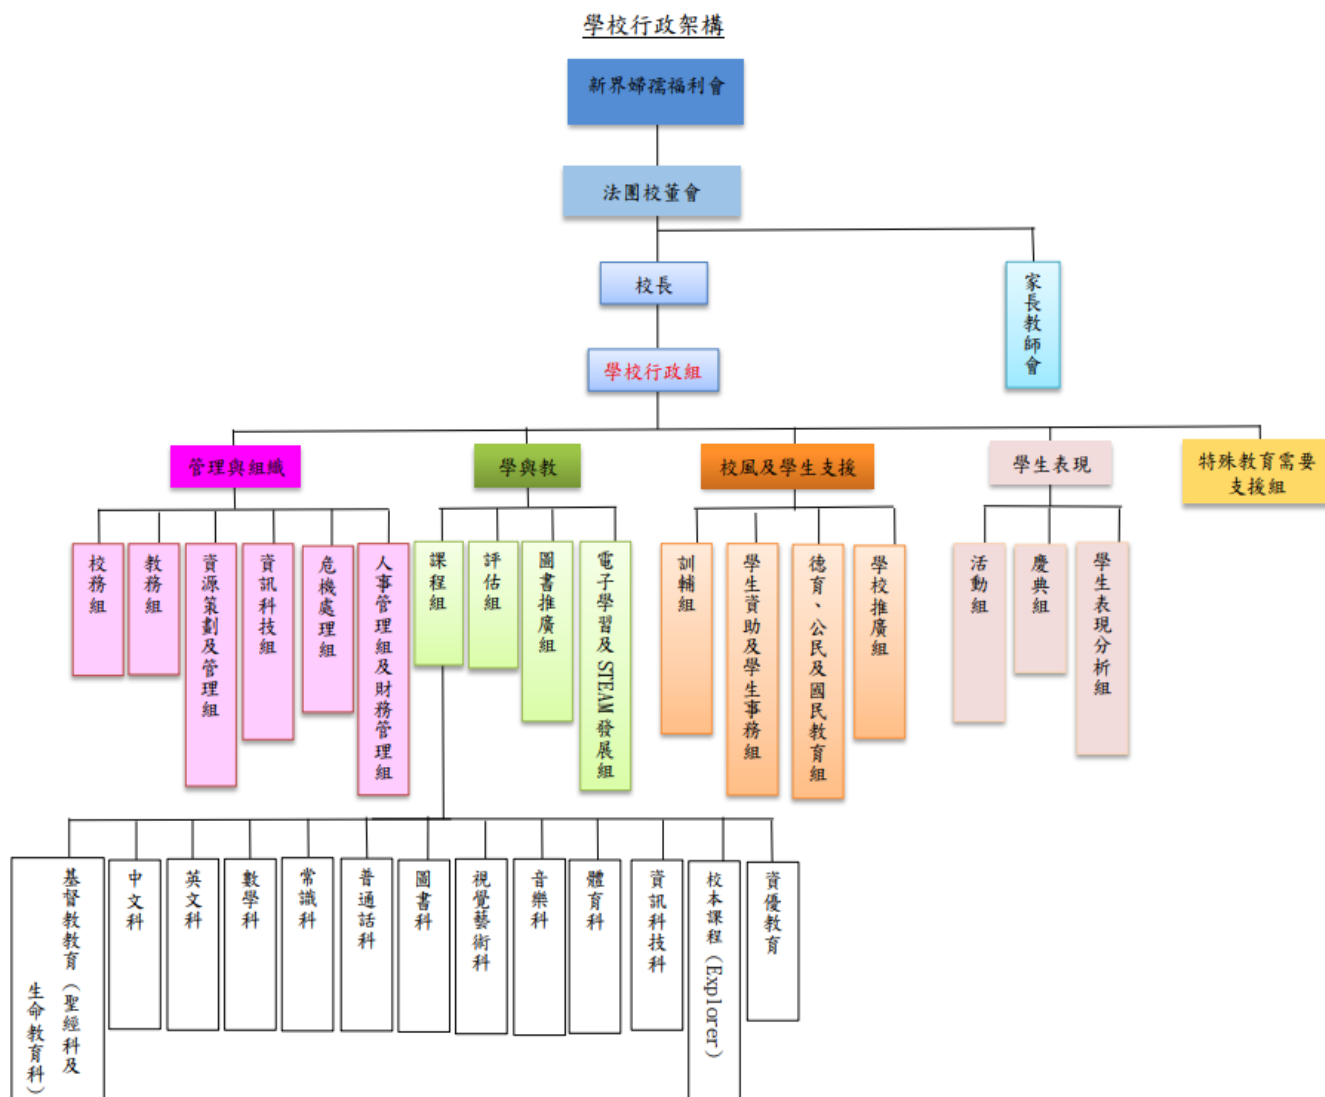 學校行政架構
新界婦孺福利會
法團校董會
校長
家長教師會
學校行政組
管理與組織
學與教
校風及學生支援
學生表現
特殊教育需要
支援組
校務組
教務組
資源策劃及管理組
資訊科技組
危機處理組
人事管理組及財務管理組
課程組
評估組
圖書推廣組
電子學習及 STEAM 發展組
訓輔組
學生資助及學生事務組
德育、公民及國民教育組
學校推廣組
活動組
慶典組
學生表現分析組
基督教教育（聖經科及
生命教育科）
中文科
英文科
數學科
常識科
普通話科
圖書科
視覺藝術科
音樂科
體育科
資訊科技科
校本課程（Explorer）
資優教育